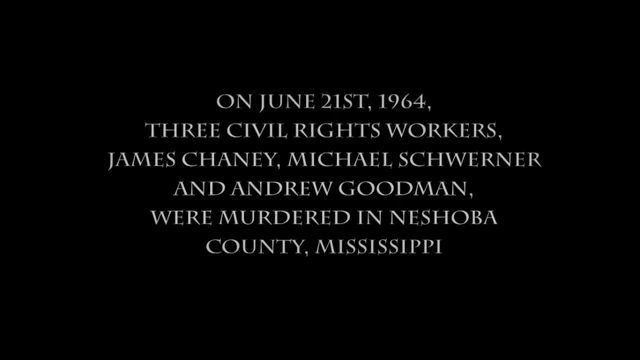 ON JUNE 21ST, 1964,
THREE CIVIL RIGHTS WORKERS,
JAMES CHANEY, MICHAEL SCHWERNER
AND ANDREW GOODMAN,
WERE MURDERED IN NESHOBA
COUNTY, MISSISSIPPI